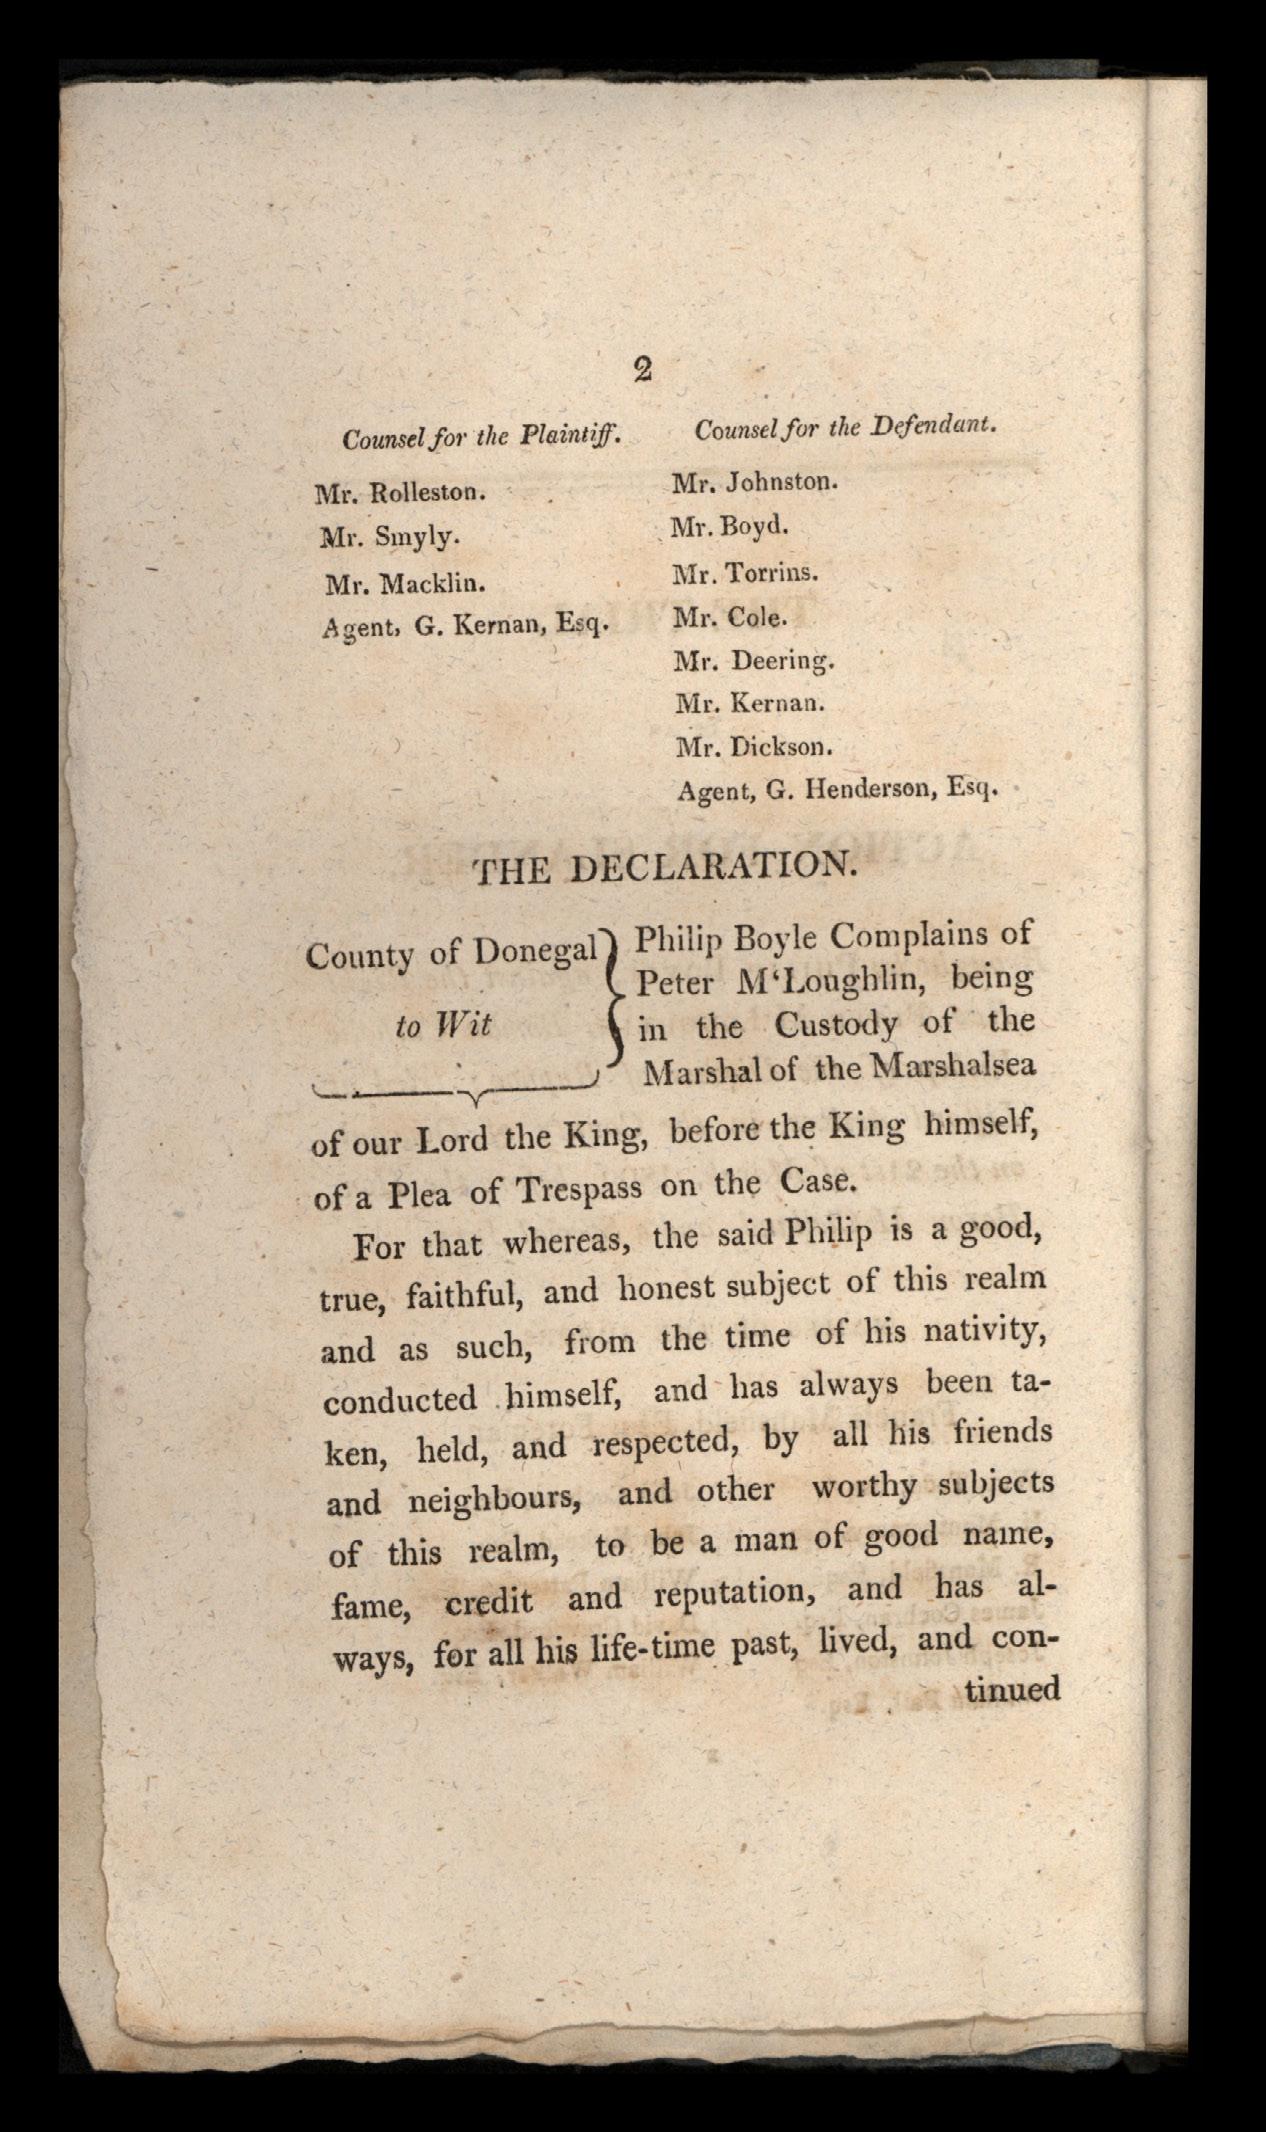 2
Counsel for the Plaintiff.
Mr. Rolleston.
Mr. Smyly.
Mr. Macklin.
Agent, G. Kernan, Esq.
Counsel for the Defendant.
Mr. Johnston.
Mr. Boyd.
Mr. Torrins.
Mr. Cole.
Mr. Deering.
Mr. Kernan.
Mr. Dickson.
Agent, G. Henderson, Esq.
THE DECLARATION.
County of Donegal
to Wit
Philip Boyle Complains of
Peter M‘Loughlin, being
in the Custody of the
Marshal of the Marshalsea
of our Lord the King, before the King himself,
of a Plea of Trespass on the Case.
For that whereas, the said Philip is a good,
true, faithful, and honest subject of this realm
and as such, from the time of his nativity,
conducted himself, and has always been ta-
ken, held, and respected, by all his friends
and neighbours, and other worthy subjects
of this realm, to be a man of good name,
fame, credit and reputation, and has al-
ways, for all his life-time past, lived, and con-
tinued